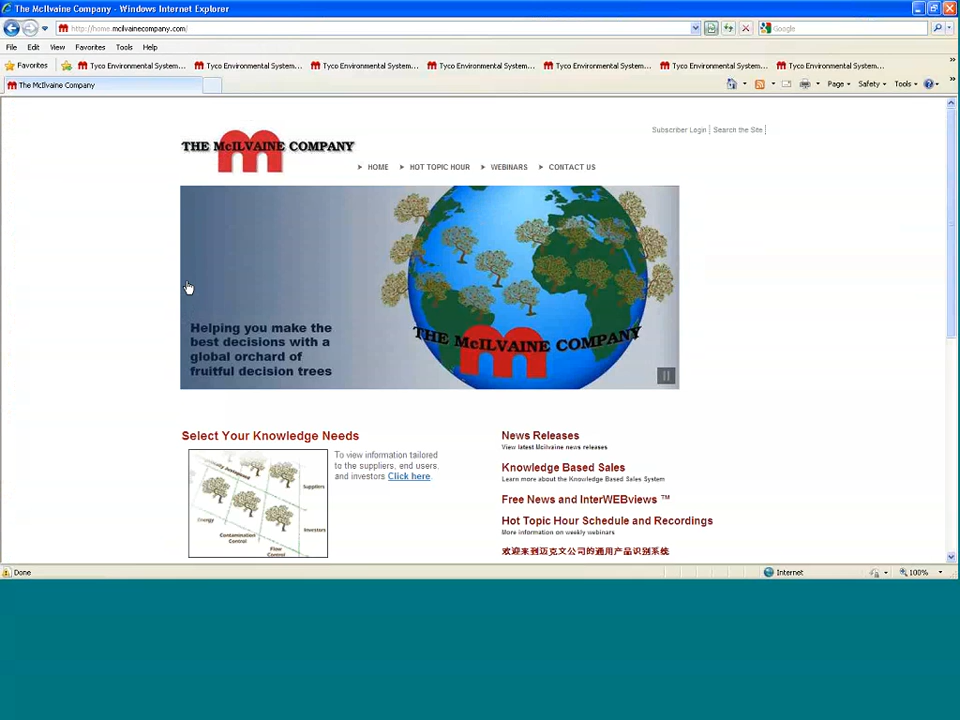 The McIlvaine Company - Windows Internet Explorer
http://home.mcilvainecompany.com/
Google
File Edit View Favorites Tools Help
Favorites
Tyco Environmental System... Tyco Environmental System... Tyco Environmental System... Tyco Environmental System... Tyco Environmental System... Tyco Environmental System... Tyco Environmental System...
The McIlvaine Company
Page Safety Tools
Subscriber Login Search the Site
THE McILVAINE COMPANY
HOME HOT TOPIC HOUR WEBINARS CONTACT US
Helping you make the
best decisions with a
global orchard of
fruitful decision trees
THE McILVAINE COMPANY
Select Your Knowledge Needs
To view information tailored
to the suppliers, end users,
and investors Click here.
Suppliers
Energy
Investors
Contamination
Control
Flow
Control
News Releases
View latest McIlvaine news releases
Knowledge Based Sales
Learn more about the Knowledge Based Sales System
Free News and InterWEBviews ™
Hot Topic Hour Schedule and Recordings
More information on weekly webinars
欢迎来到迈克文公司的通用产品识别系统
Done
Internet
100%